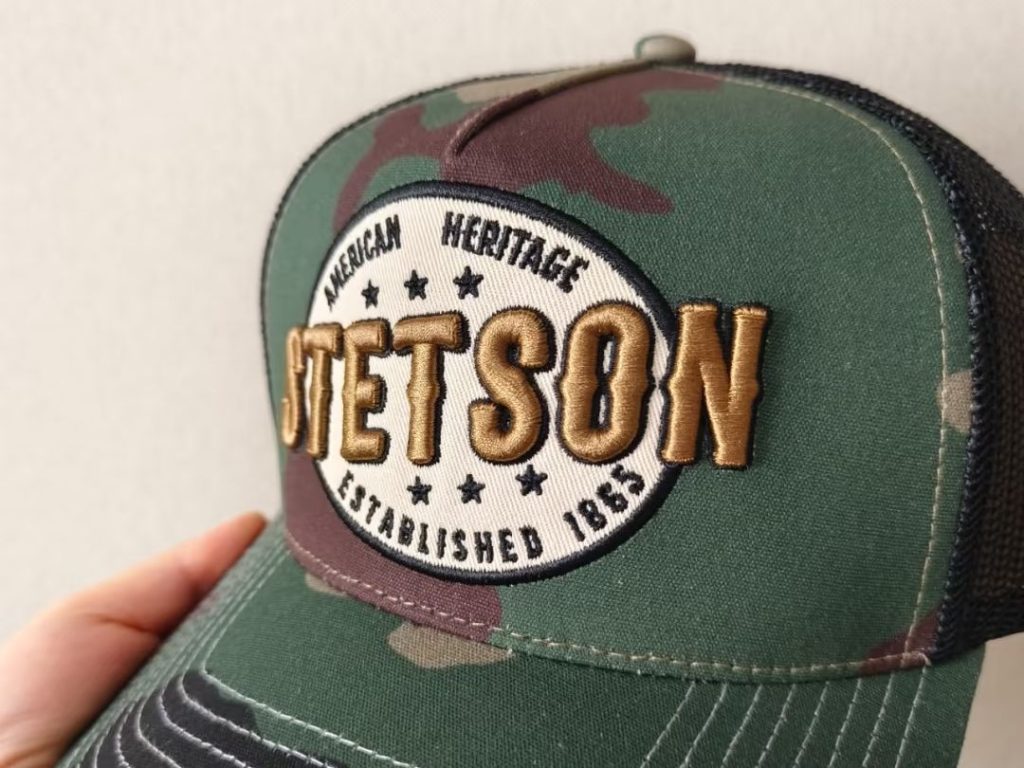 AMERICAN HERITAGE
STETSON
ESTABLISHED 1865